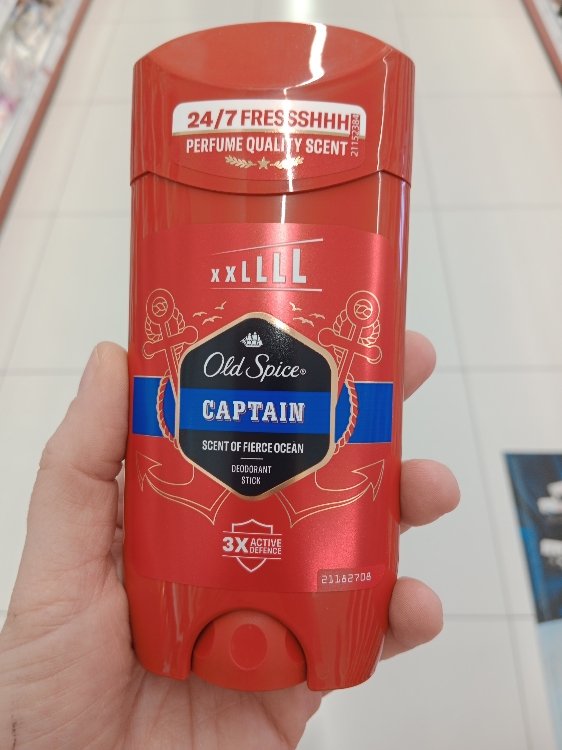 24/7 FRESSSHHH
PERFUME QUALITY SCENT
21152384
xxLLLL
Old Spice®
CAPTAIN
SCENT OF FIERCE OCEAN
DEODORANT
STICK
3X ACTIVE
DEFENCE
21182708